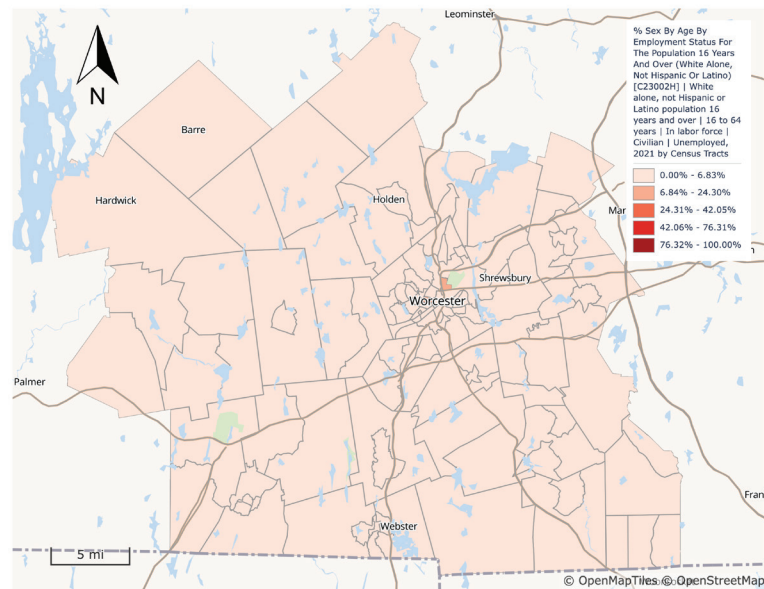 Leominster
% Sex By Age By
Employment Status For
The Population 16 Years
And Over (White Alone,
Not Hispanic Or Latino)
[C23002H] | White
alone, not Hispanic or
Latino population 16
years and over | 16 to 64
years | In labor force |
Civilian | Unemployed,
2021 by Census Tracts
0.00% - 6.83%
6.84% - 24.30%
24.31% - 42.05%
42.06% - 76.31%
76.32% - 100.00%
N
Barre
Hardwick
Holden
Mar
Shrewsbury
Worcester
Palmer
Fran
Webster
5 mi
© OpenMapTiles © OpenStreetMap